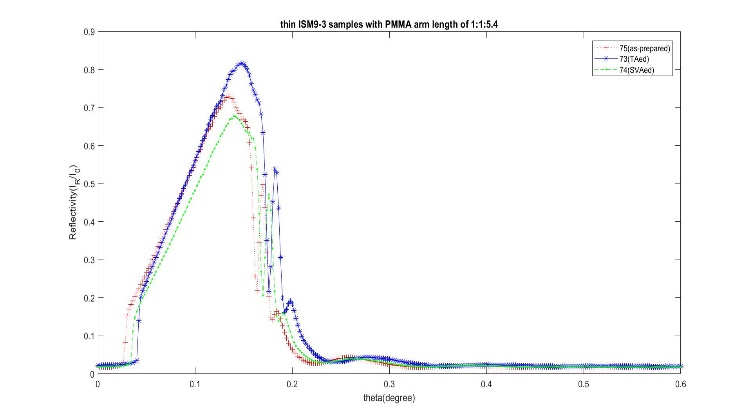 thin ISM9-3 samples with PMMA arm length of 1:1:5.4
0.9
0.8
0.7
0.6
0.5
0.4
0.3
0.2
0.1
0
Reflectivity(I_R/I_0)
75(as-prepared)
73(TAed)
74(SVAed)
0 0.1 0.2 0.3 0.4 0.5 0.6
theta(degree)